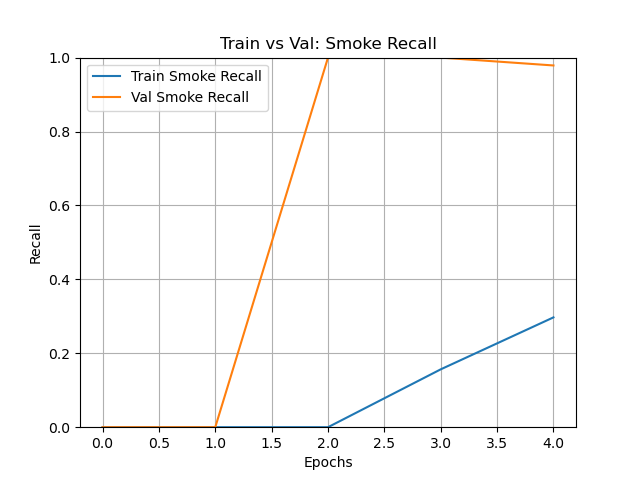 Train vs Val: Smoke Recall
Train Smoke Recall
Val Smoke Recall
1.0
0.8
0.6
0.4
0.2
0.0
Recall
0.0 0.5 1.0 1.5 2.0 2.5 3.0 3.5 4.0
Epochs